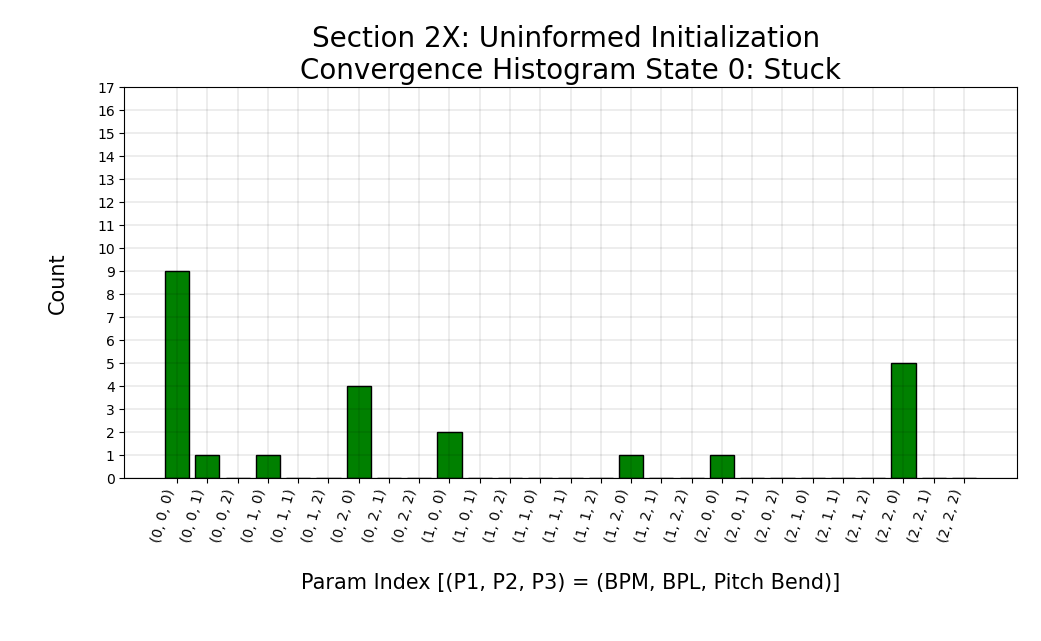 Section 2X: Uninformed Initialization
Convergence Histogram State 0: Stuck
17
16
15
14
13
12
11
10
9
8
7
6
5
4
3
2
1
0
Count
(0, 0, 0)
(0, 0, 1)
(0, 0, 2)
(0, 1, 0)
(0, 1, 1)
(0, 1, 2)
(0, 2, 0)
(0, 2, 1)
(0, 2, 2)
(1, 0, 0)
(1, 0, 1)
(1, 0, 2)
(1, 1, 0)
(1, 1, 1)
(1, 1, 2)
(1, 2, 0)
(1, 2, 1)
(1, 2, 2)
(2, 0, 0)
(2, 0, 1)
(2, 0, 2)
(2, 1, 0)
(2, 1, 1)
(2, 1, 2)
(2, 2, 0)
(2, 2, 1)
(2, 2, 2)
Param Index [(P1, P2, P3) = (BPM, BPL, Pitch Bend)]